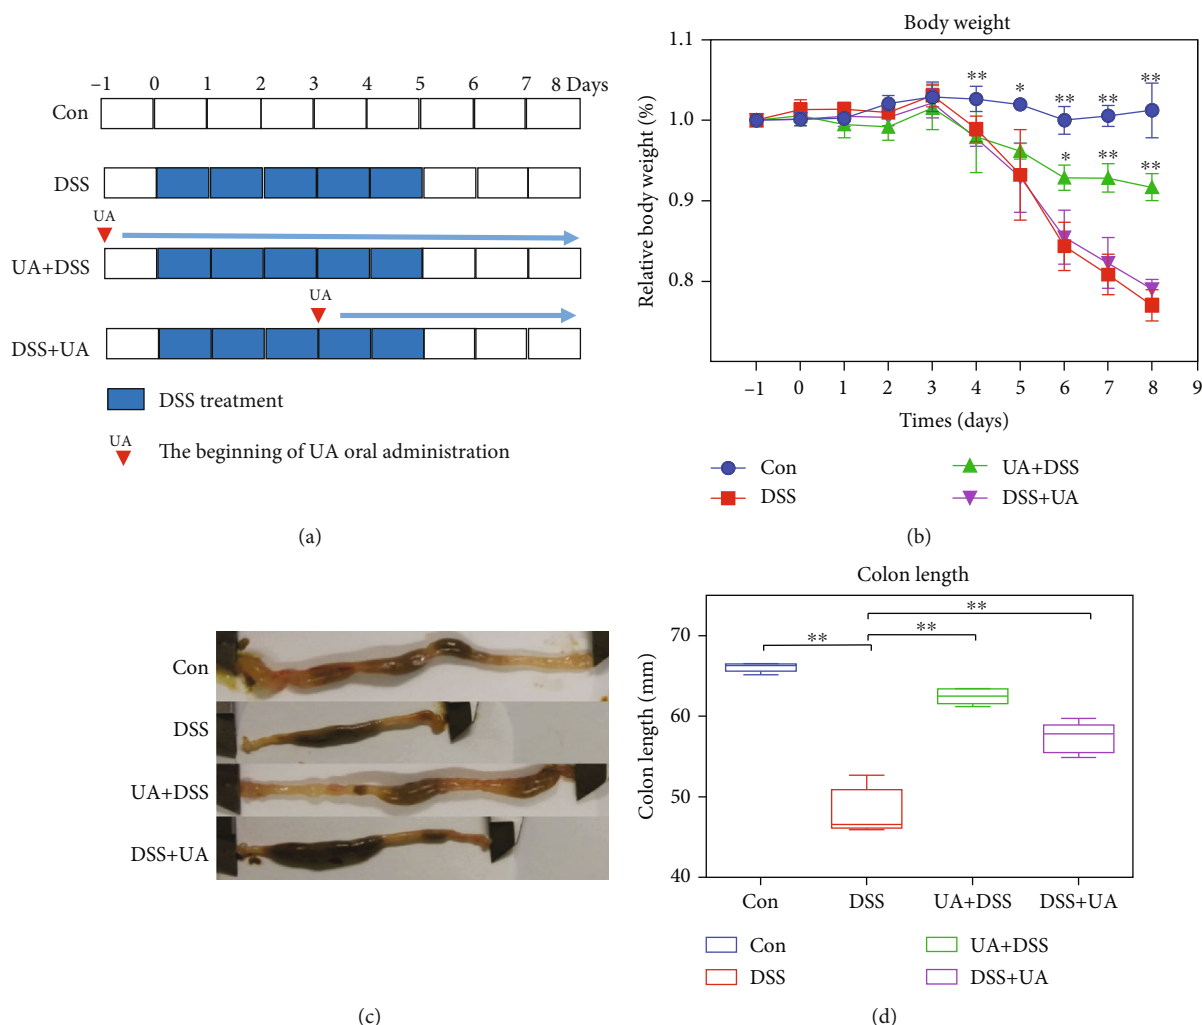 −1 0 1 2 3 4 5 6 7 8 Days
Con
DSS
UA
UA+DSS
UA
DSS+UA
DSS treatment
UA
The beginning of UA oral administration
(a)
Body weight
1.1
1.0
0.9
0.8
Relative body weight (%)
** * ** ** **
* ** **
−1 0 1 2 3 4 5 6 7 8 9
Times (days)
Con
UA+DSS
DSS
DSS+UA
(b)
Con
DSS
UA+DSS
DSS+UA
(c)
Colon length
70
60
50
40
Colon length (mm)
**
** **
Con DSS UA+DSS DSS+UA
Con
UA+DSS
DSS
DSS+UA
(d)